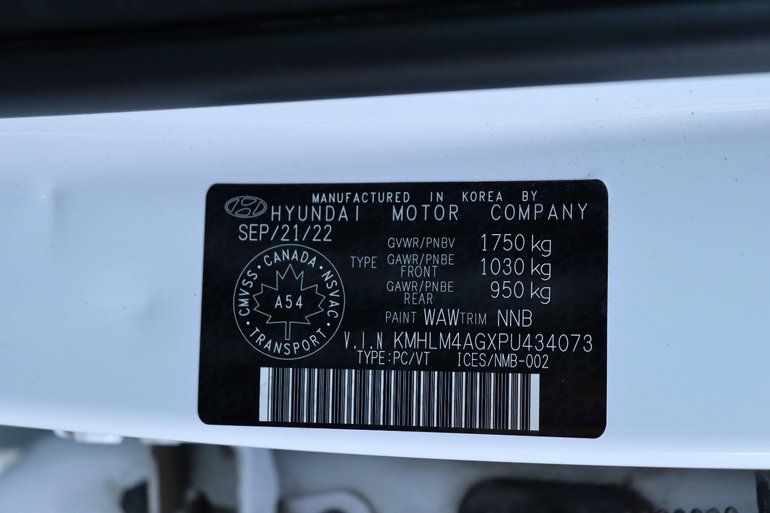 MANUFACTURED IN KOREA BY
HYUNDAI MOTOR COMPANY
SEP/21/22
GVWR/PNBV 1750 kg
TYPE GAWR/PNBE FRONT 1030 kg
GAWR/PNBE REAR 950 kg
CMVSS • CANADA • NSVAC • TRANSPORT •
A54
PAINT WAW TRIM NNB
V.I.N KMHLM4AGXPU434073
TYPE:PC/VT ICES/NMB-002